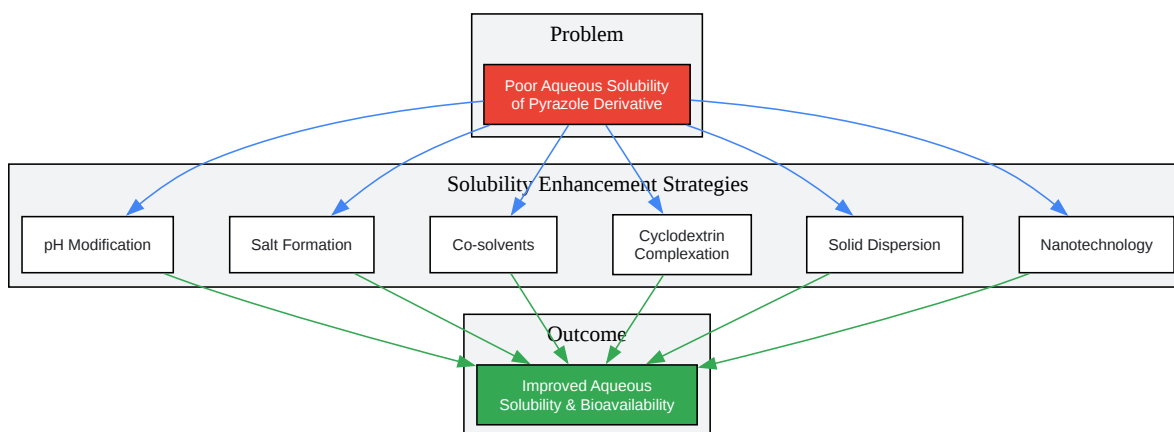 Problem
Poor Aqueous Solubility
of Pyrazole Derivative
Solubility Enhancement Strategies
pH Modification
Salt Formation
Co-solvents
Cyclodextrin
Complexation
Solid Dispersion
Nanotechnology
Outcome
Improved Aqueous
Solubility & Bioavailability